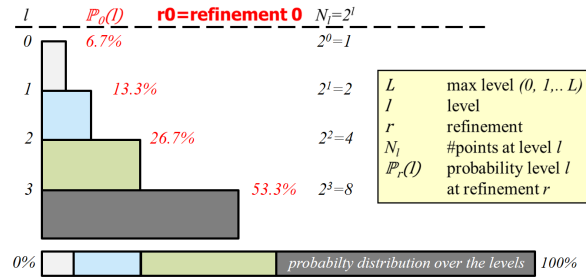 l ℙ₀(l) r0=refinement 0 Nₗ=2ˡ
0 6.7% 2⁰=1
1 13.3% 2¹=2
2 26.7% 2²=4
3 53.3% 2³=8
L max level (0, 1,.. L)
l level
r refinement
Nₗ #points at level l
ℙᵣ(l) probability level l
at refinement r
0% probabilty distribution over the levels 100%